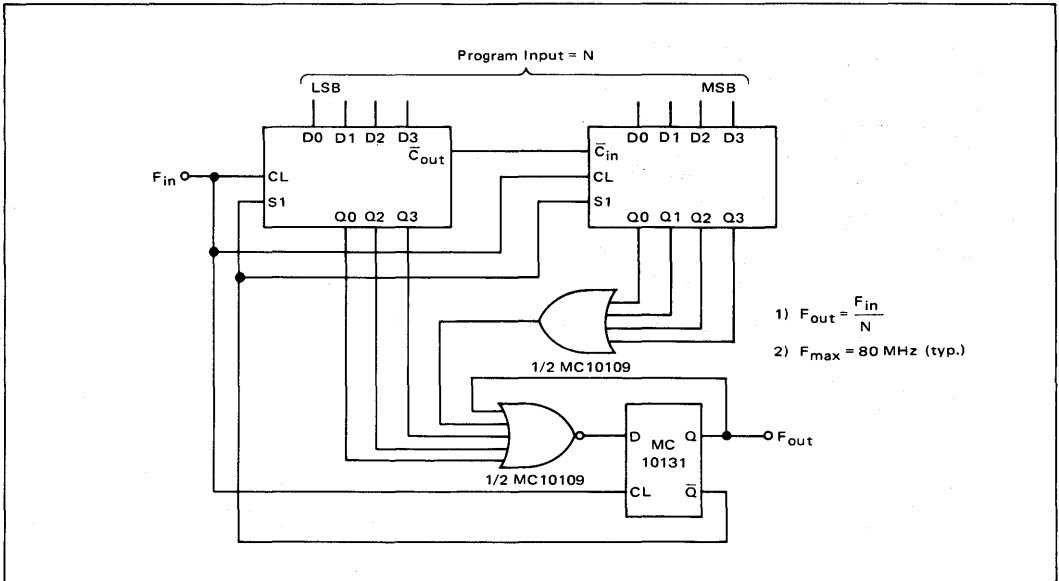 Program Input = N
LSB MSB
D0 D1 D2 D3 D0 D1 D2 D3
C̅out C̅in
Fin CL CL
S1 S1
Q0 Q2 Q3 Q0 Q1 Q2 Q3
1) Fout = Fin / N
2) Fmax = 80 MHz (typ.)
1/2 MC10109
D MC 10131 Q Fout
1/2 MC10109
CL Q̅